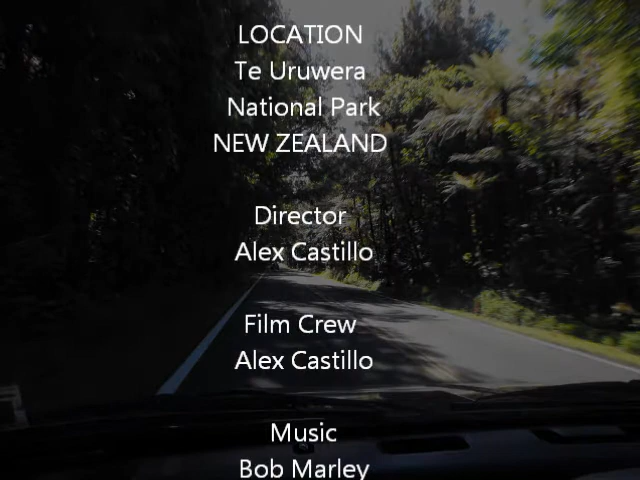 LOCATION
Te Uruwera
National Park
NEW ZEALAND
Director
Alex Castillo
Film Crew
Alex Castillo
Music
Bob Marley